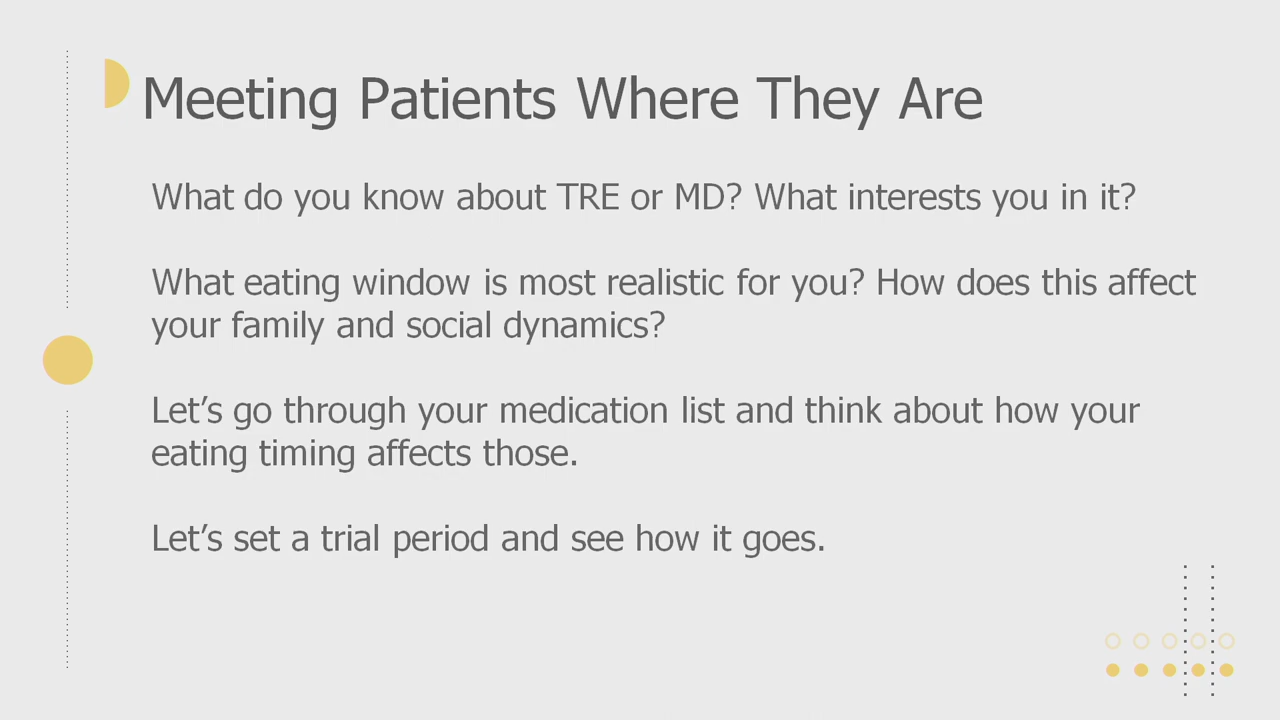 Meeting Patients Where They Are
What do you know about TRE or MD? What interests you in it?
What eating window is most realistic for you? How does this affect
your family and social dynamics?
Let’s go through your medication list and think about how your
eating timing affects those.
Let’s set a trial period and see how it goes.